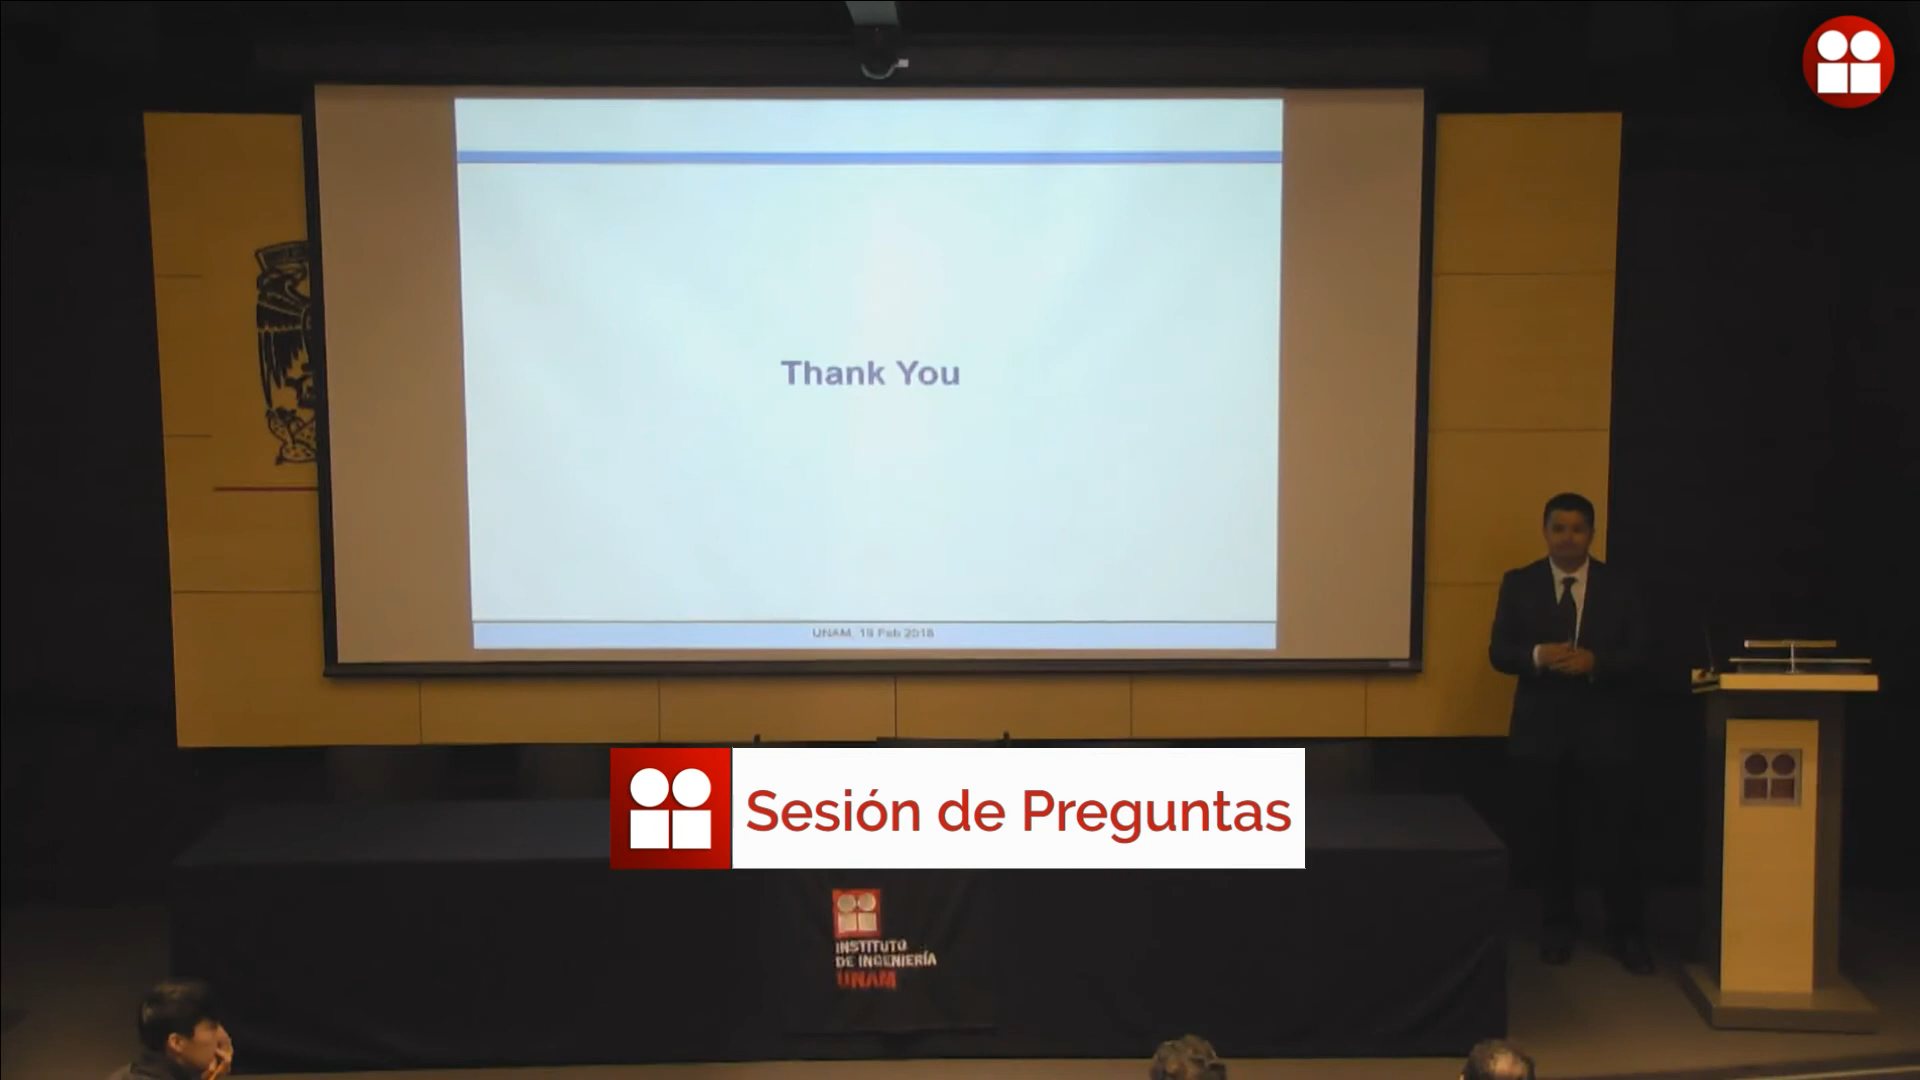 Thank You
UNAM, 19 Feb 2018
Sesión de Preguntas
INSTITUTO
DE INGENIERÍA
UNAM